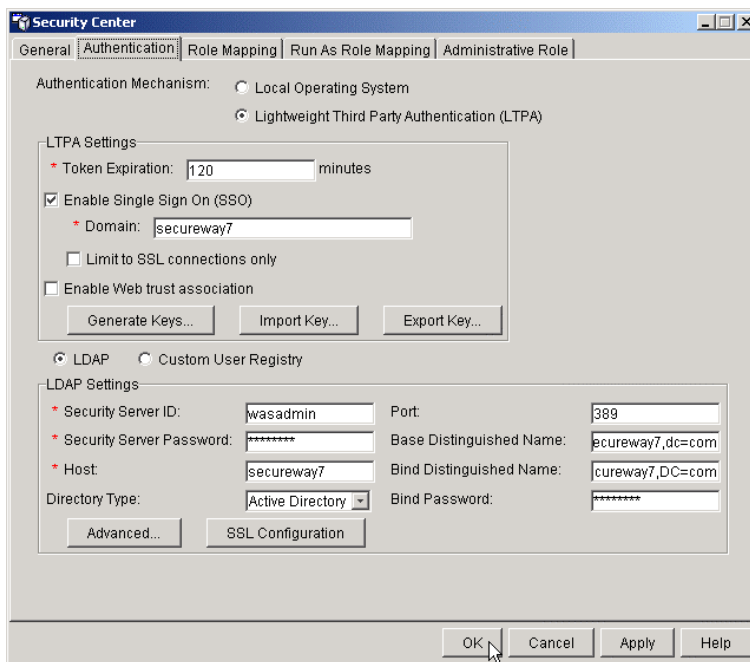 Security Center
General Authentication Role Mapping Run As Role Mapping Administrative Role
Authentication Mechanism: Local Operating System
Lightweight Third Party Authentication (LTPA)
LTPA Settings
* Token Expiration: 120 minutes
Enable Single Sign On (SSO)
* Domain: secureway7
Limit to SSL connections only
Enable Web trust association
Generate Keys... Import Key... Export Key...
LDAP Custom User Registry
LDAP Settings
* Security Server ID: wasadmin Port: 389
* Security Server Password: ******** Base Distinguished Name: ecureway7,dc=com
* Host: secureway7 Bind Distinguished Name: cureway7,DC=com
Directory Type: Active Directory Bind Password: ********
Advanced... SSL Configuration
OK Cancel Apply Help